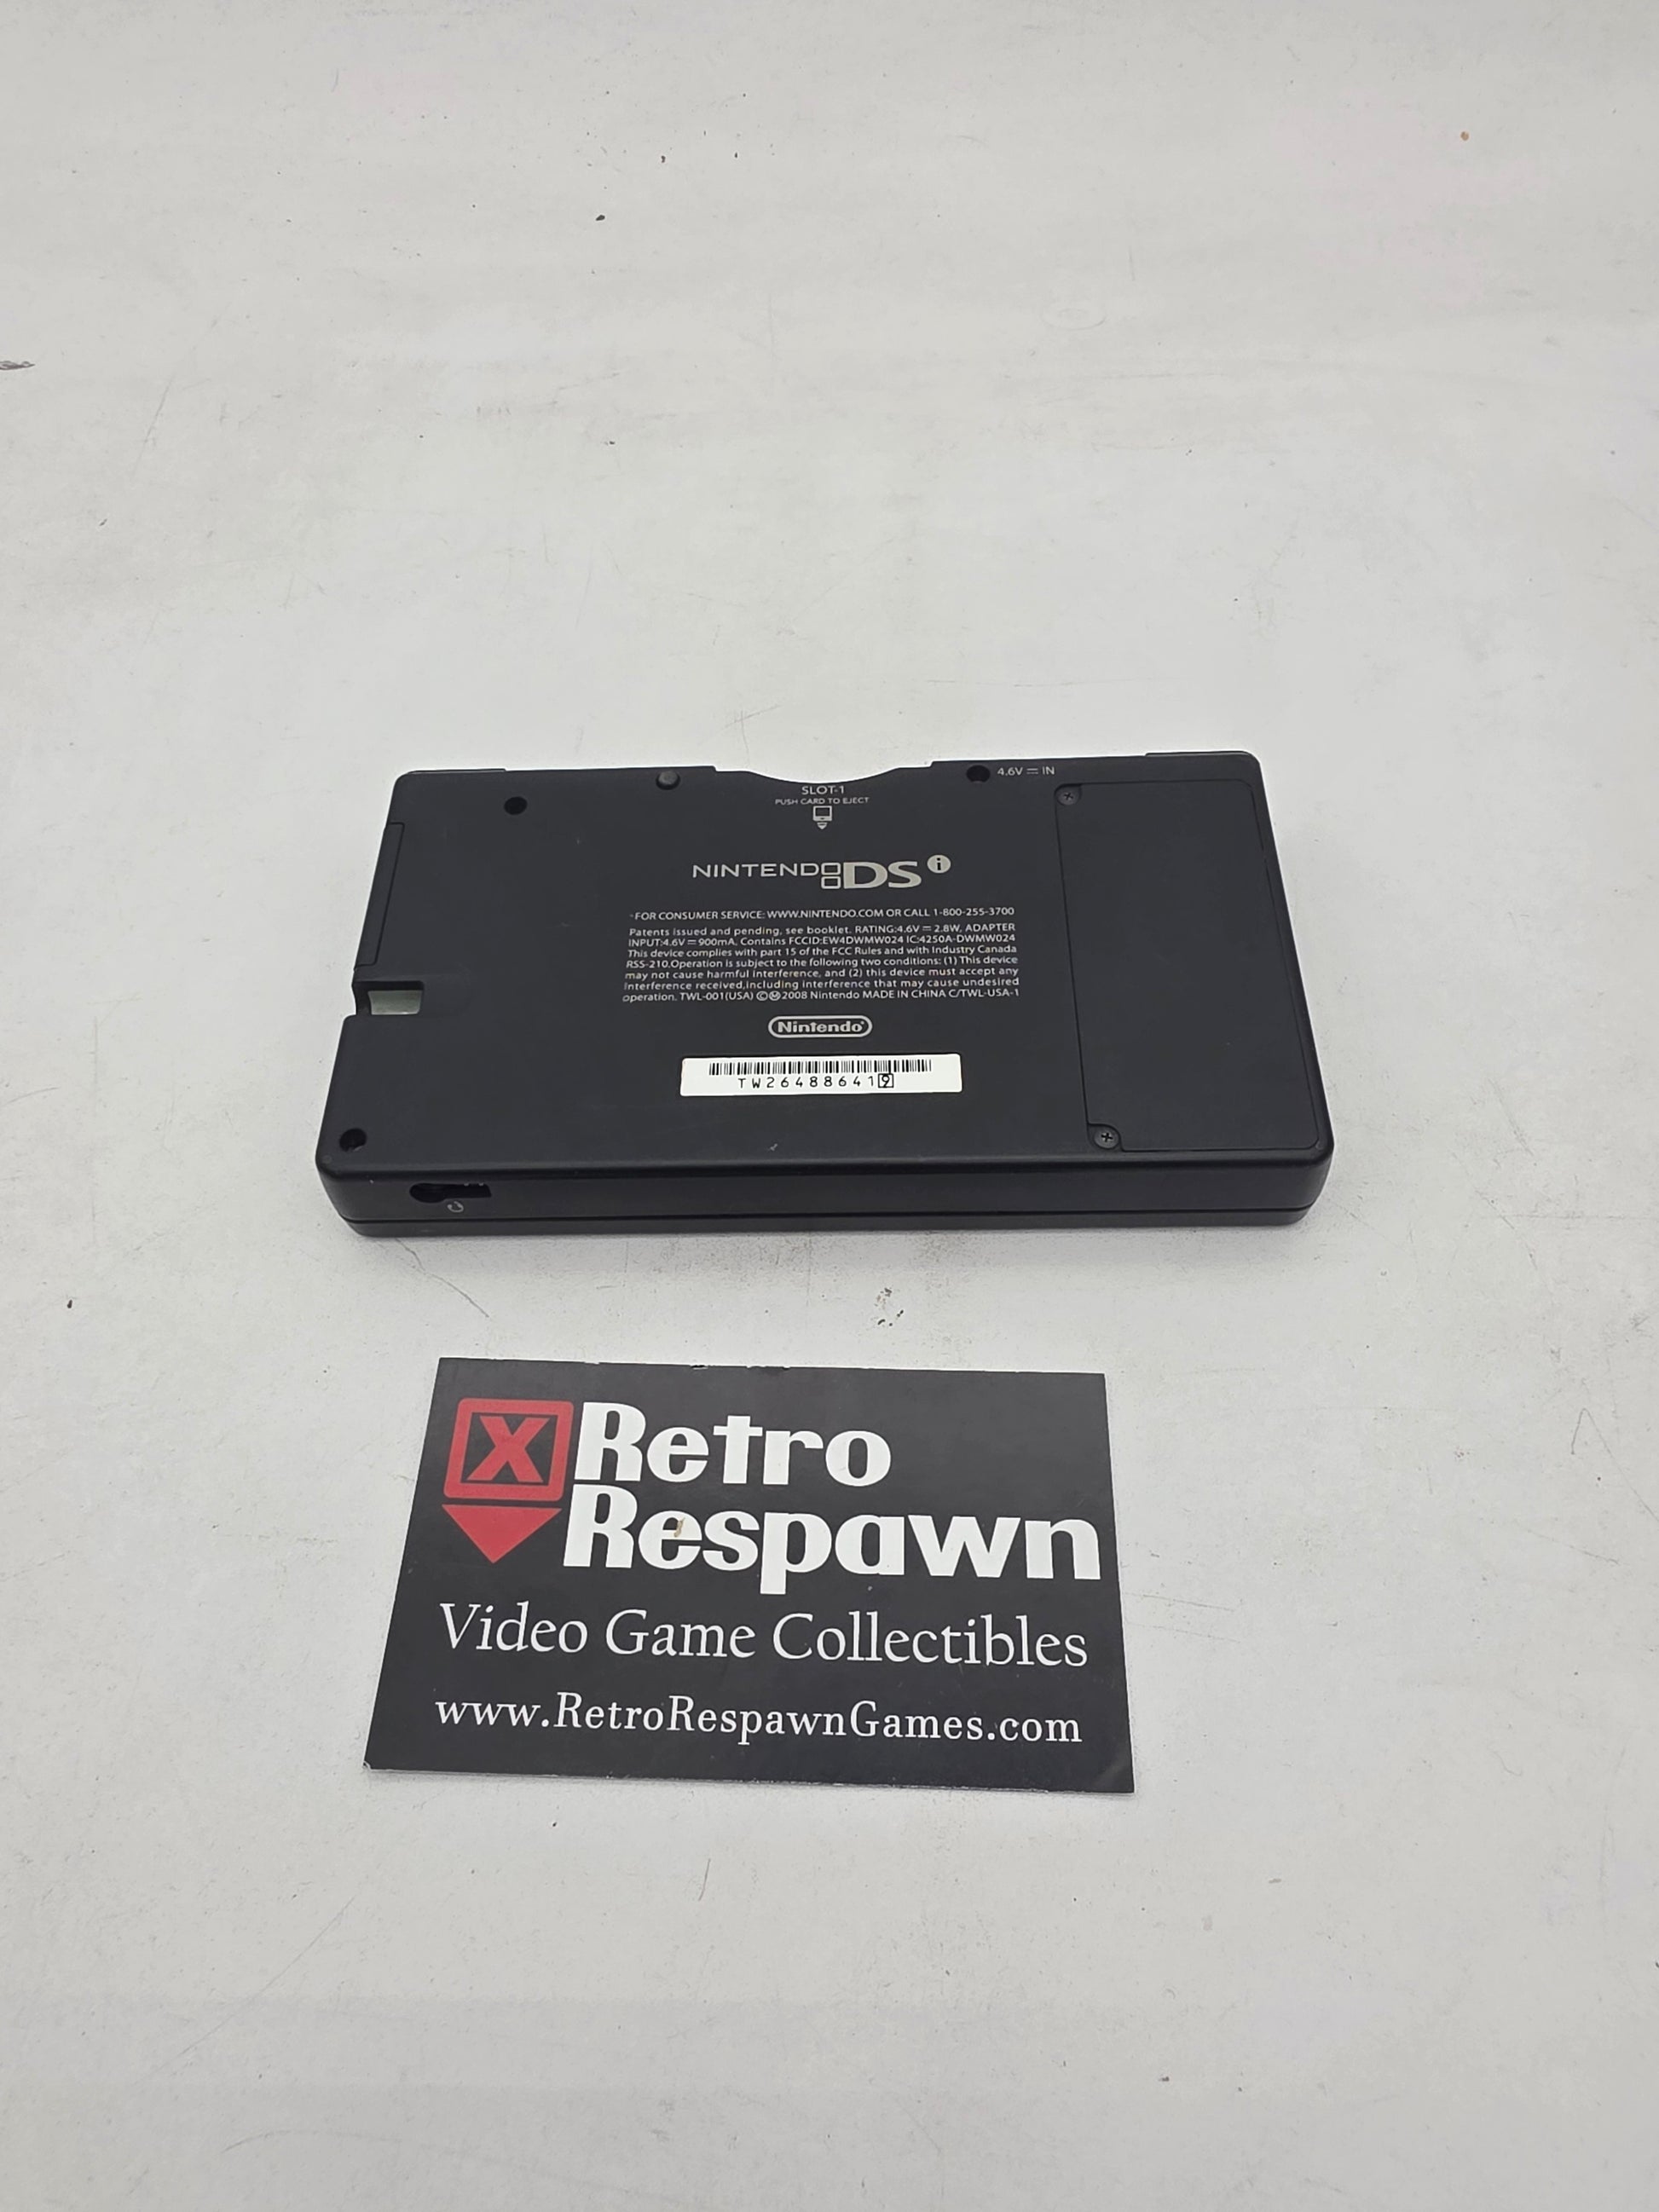 4.6V ⎓ IN
SLOT-1
PUSH CARD TO EJECT
NINTENDO DS i
FOR CONSUMER SERVICE: WWW.NINTENDO.COM OR CALL 1-800-255-3700
Patents issued and pending, see booklet. RATING:4.6V ⎓ 2.8W, ADAPTER
INPUT:4.6V ⎓ 900mA. Contains FCCID:EW4DWMW024 IC:4250A-DWMW024
This device complies with part 15 of the FCC Rules and with Industry Canada
RSS-210.Operation is subject to the following two conditions: (1) This device
may not cause harmful interference, and (2) this device must accept any
interference received,including interference that may cause undesired
operation. TWL-001(USA) ©Ⓜ2008 Nintendo MADE IN CHINA C/TWL-USA-1
Nintendo®
TW264886419
X Retro
Respawn
Video Game Collectibles
www.RetroRespawnGames.com